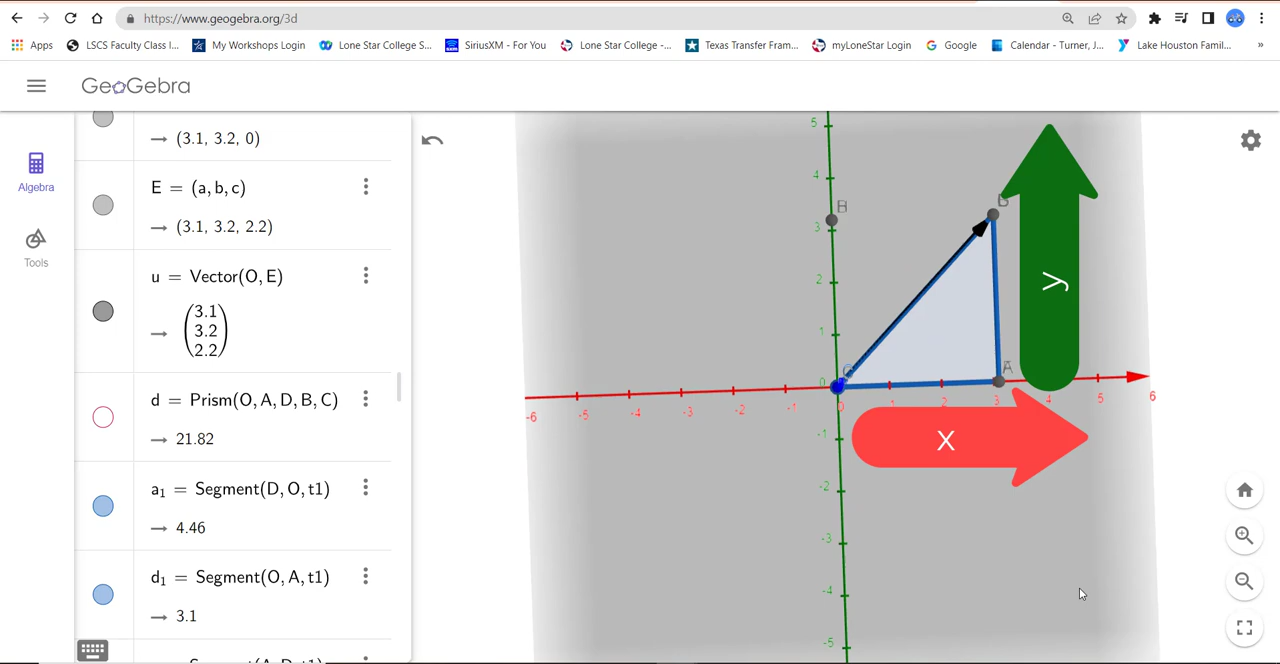 https://www.geogebra.org/3d
Apps LSCS Faculty Class I... My Workshops Login Lone Star College S... SiriusXM - For You Lone Star College -... Texas Transfer Fram... myLoneStar Login Google Calendar - Turner, J... Lake Houston Famil... »
GeoGebra
Algebra
Tools
→ (3.1, 3.2, 0)
E = (a, b, c)
→ (3.1, 3.2, 2.2)
u = Vector(O, E)
3.1
→ 3.2
2.2
d = Prism(O, A, D, B, C)
→ 21.82
a₁ = Segment(D, O, t1)
→ 4.46
d₁ = Segment(O, A, t1)
→ 3.1
5
4
B
3
2
1
0
B
A
y
-6 -5 -4 -3 -2 -1 0 1 2 3 4 5 6
x
-1
-2
-3
-4
-5